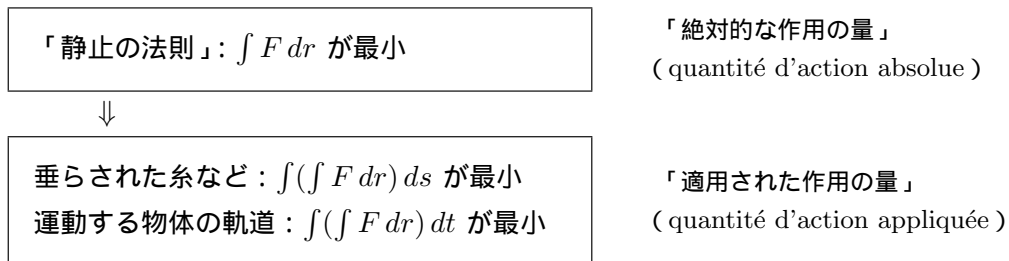 「静止の法則」: ∫ F dr が最小
「絶対的な作用の量」
(quantité d'action absolue)
⇓
垂らされた糸など : ∫(∫ F dr) ds が最小
運動する物体の軌道 : ∫(∫ F dr) dt が最小
「適用された作用の量」
(quantité d'action appliquée)